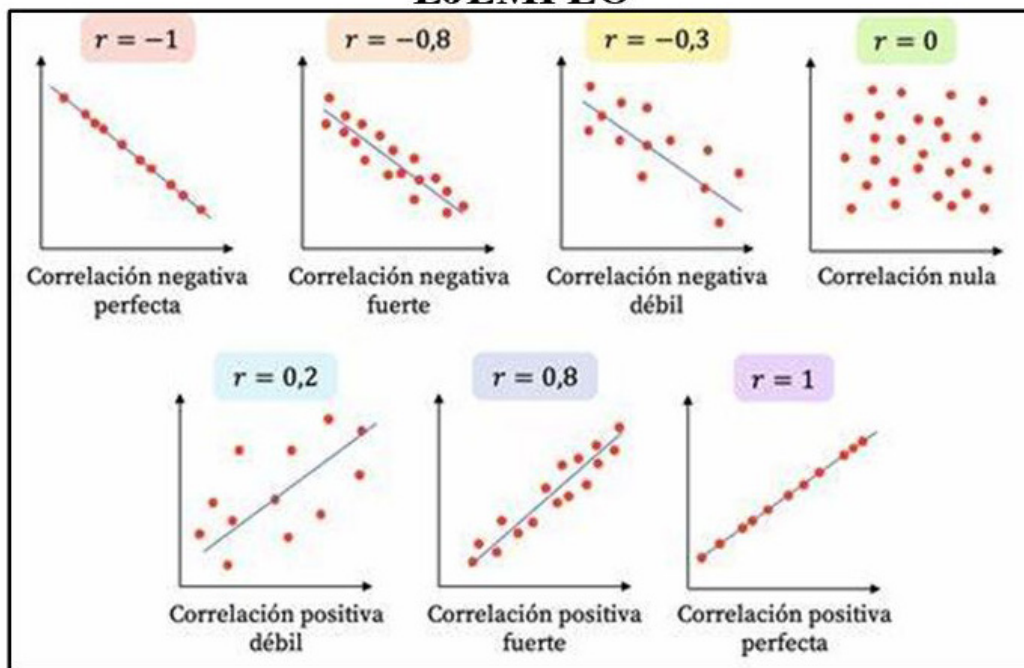 EJEMPLO
r = −1
r = −0,8
r = −0,3
r = 0
Correlación negativa
perfecta
Correlación negativa
fuerte
Correlación negativa
débil
Correlación nula
r = 0,2
r = 0,8
r = 1
Correlación positiva
débil
Correlación positiva
fuerte
Correlación positiva
perfecta